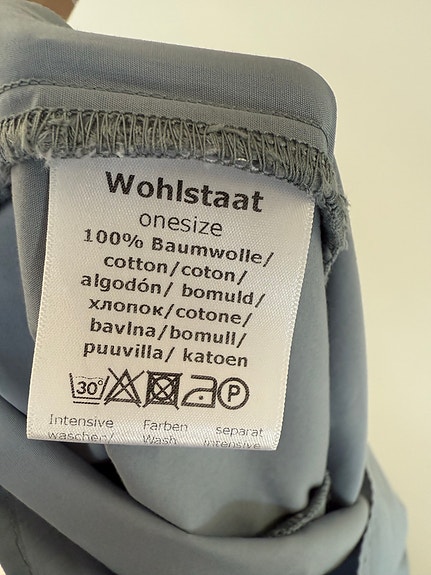 Wohlstaat
onesize
100% Baumwolle/
cotton/coton/
algodón/ bomuld/
хлопок/cotone/
bavlna/bomull/
puuvilla/ katoen
30° P
Intensive Farben separat
waschen/ Wash intensive